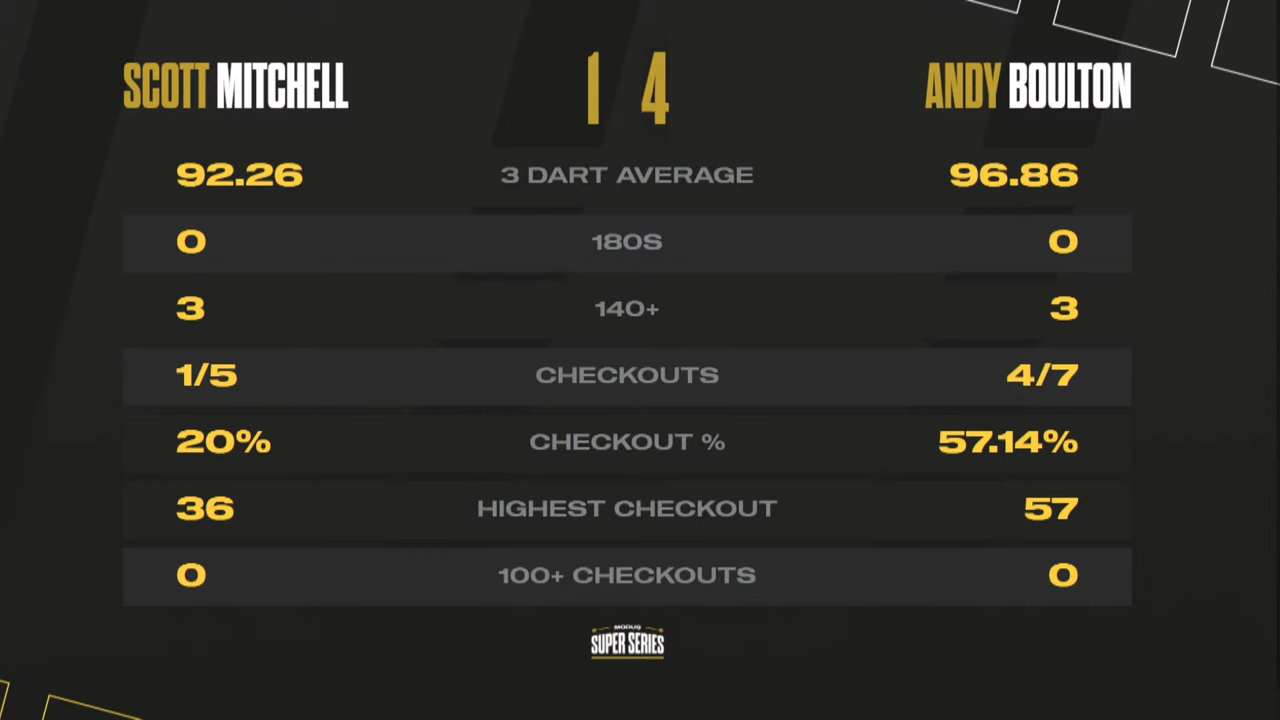 SCOTT MITCHELL 1 4 ANDY BOULTON
92.26 3 DART AVERAGE 96.86
0 180S 0
3 140+ 3
1/5 CHECKOUTS 4/7
20% CHECKOUT % 57.14%
36 HIGHEST CHECKOUT 57
0 100+ CHECKOUTS 0
MODUS
SUPER SERIES